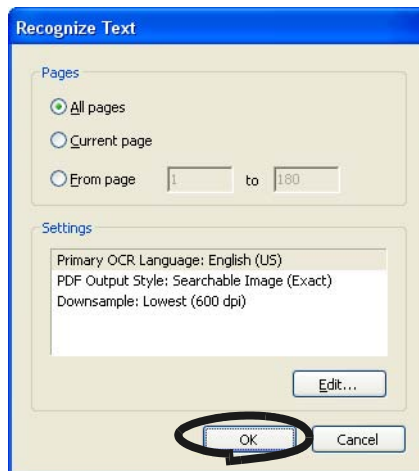 Recognize Text
Pages
All pages
Current page
From page 1 to 180
Settings
Primary OCR Language: English (US)
PDF Output Style: Searchable Image (Exact)
Downsample: Lowest (600 dpi)
Edit...
OK Cancel